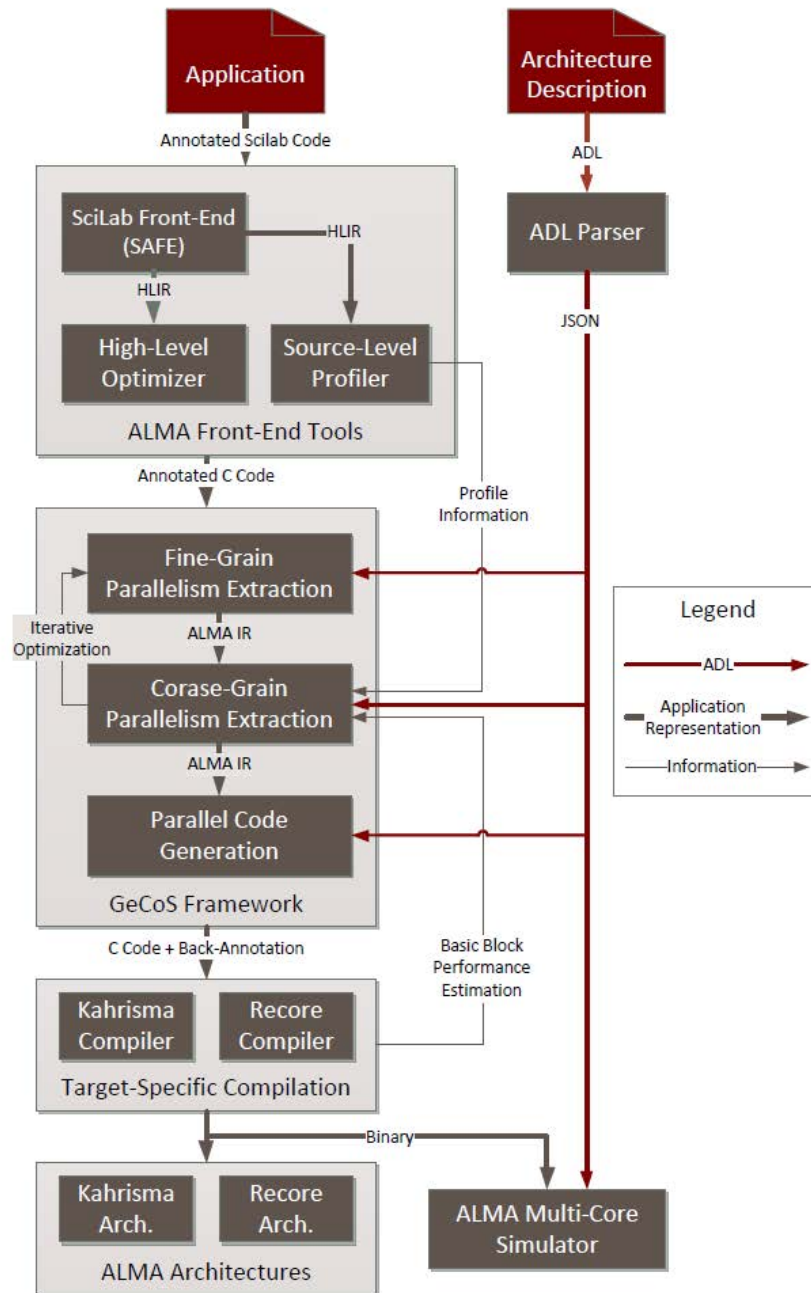 Application
Architecture
Description
Annotated Scilab Code
ADL
SciLab Front-End
(SAFE)
HLIR
ADL Parser
HLIR
JSON
High-Level
Optimizer
Source-Level
Profiler
ALMA Front-End Tools
Annotated C Code
Profile
Information
Fine-Grain
Parallelism Extraction
Iterative
Optimization
ALMA IR
Corase-Grain
Parallelism Extraction
ALMA IR
Parallel Code
Generation
GeCoS Framework
Legend
ADL
Application
Representation
Information
C Code + Back-Annotation
Basic Block
Performance
Estimation
Kahrisma
Compiler
Recore
Compiler
Target-Specific Compilation
Binary
Kahrisma
Arch.
Recore
Arch.
ALMA Architectures
ALMA Multi-Core
Simulator